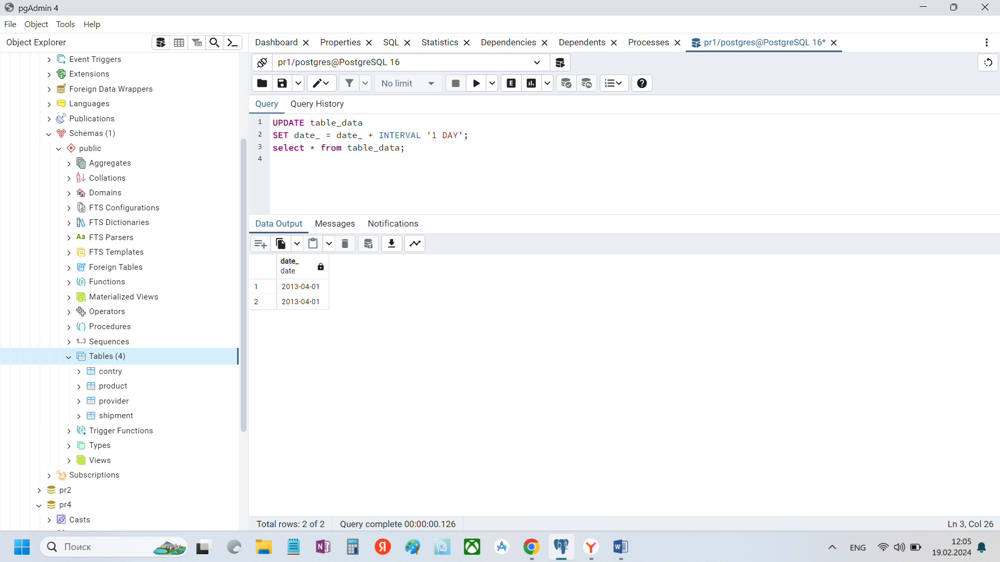 pgAdmin 4
File Object Tools Help
Object Explorer
Dashboard Properties SQL Statistics Dependencies Dependents Processes pr1/postgres@PostgreSQL 16*
Event Triggers
Extensions
Foreign Data Wrappers
Languages
Publications
Schemas (1)
public
Aggregates
Collations
Domains
FTS Configurations
FTS Dictionaries
Aa FTS Parsers
FTS Templates
Foreign Tables
Functions
Materialized Views
Operators
Procedures
1..3 Sequences
Tables (4)
contry
product
provider
shipment
Trigger Functions
Types
Views
Subscriptions
pr2
pr4
Casts
pr1/postgres@PostgreSQL 16
No limit
E
Query Query History
1 UPDATE table_data
2 SET date_ = date_ + INTERVAL '1 DAY';
3 select * from table_data;
4
Data Output Messages Notifications
date_
date
1 2013-04-01
2 2013-04-01
Total rows: 2 of 2 Query complete 00:00:00.126 Ln 3, Col 26
Поиск
ENG
12:05
19.02.2024